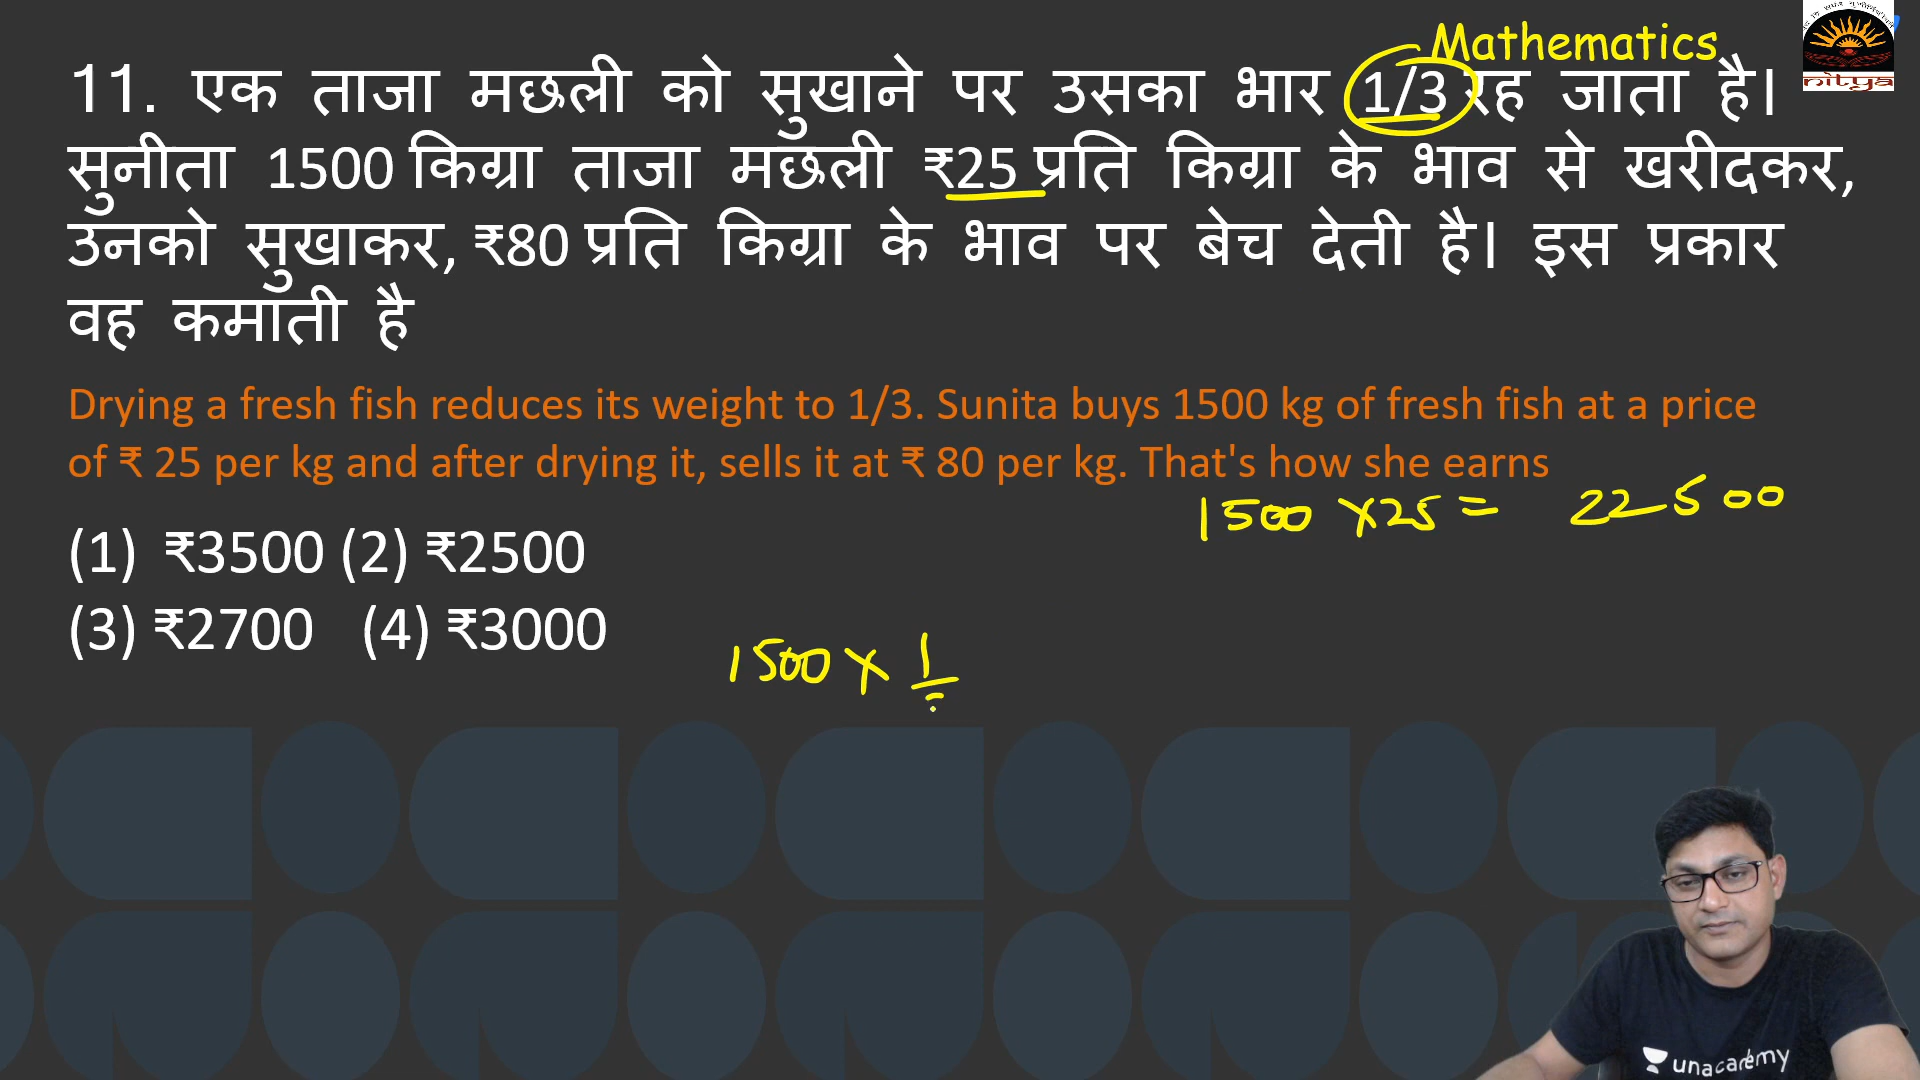 Mathematics
11. एक ताजा मछली को सुखाने पर उसका भार 1/3 रह जाता है।
सुनीता 1500 किग्रा ताजा मछली ₹25 प्रति किग्रा के भाव से खरीदकर,
उनको सुखाकर, ₹80 प्रति किग्रा के भाव पर बेच देती है। इस प्रकार
वह कमाती है
Drying a fresh fish reduces its weight to 1/3. Sunita buys 1500 kg of fresh fish at a price
of ₹ 25 per kg and after drying it, sells it at ₹ 80 per kg. That's how she earns
1500 x 25 = 22500
(1) ₹3500 (2) ₹2500
(3) ₹2700 (4) ₹3000
1500 x 1
nitya
unacademy